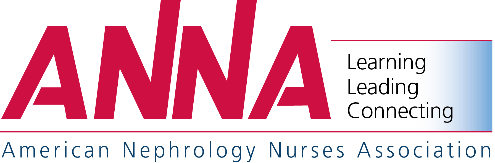 ANNA
Learning
Leading
Connecting
American Nephrology Nurses Association